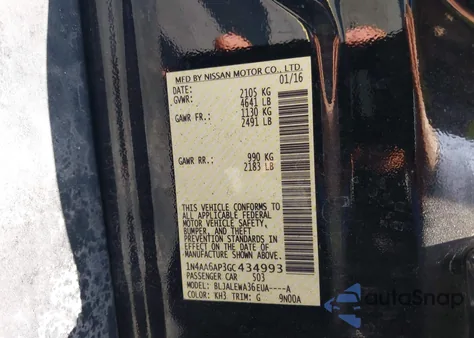 MFD BY NISSAN MOTOR CO., LTD.
DATE: 01/16
GVWR: 2105 KG
4641 LB
GAWR FR.: 1130 KG
2491 LB
GAWR RR.: 990 KG
2183 LB
THIS VEHICLE CONFORMS TO
ALL APPLICABLE FEDERAL
MOTOR VEHICLE SAFETY,
BUMPER, AND THEFT
PREVENTION STANDARDS
IN EFFECT ON THE DATE OF
MANUFACTURE SHOWN ABOVE.
1N4AA6AP3GC434993
PASSENGER CAR 503
MODEL: BLJALEWA36EUA----A
COLOR: KH3 TRIM: G 9N00A
autoSnap